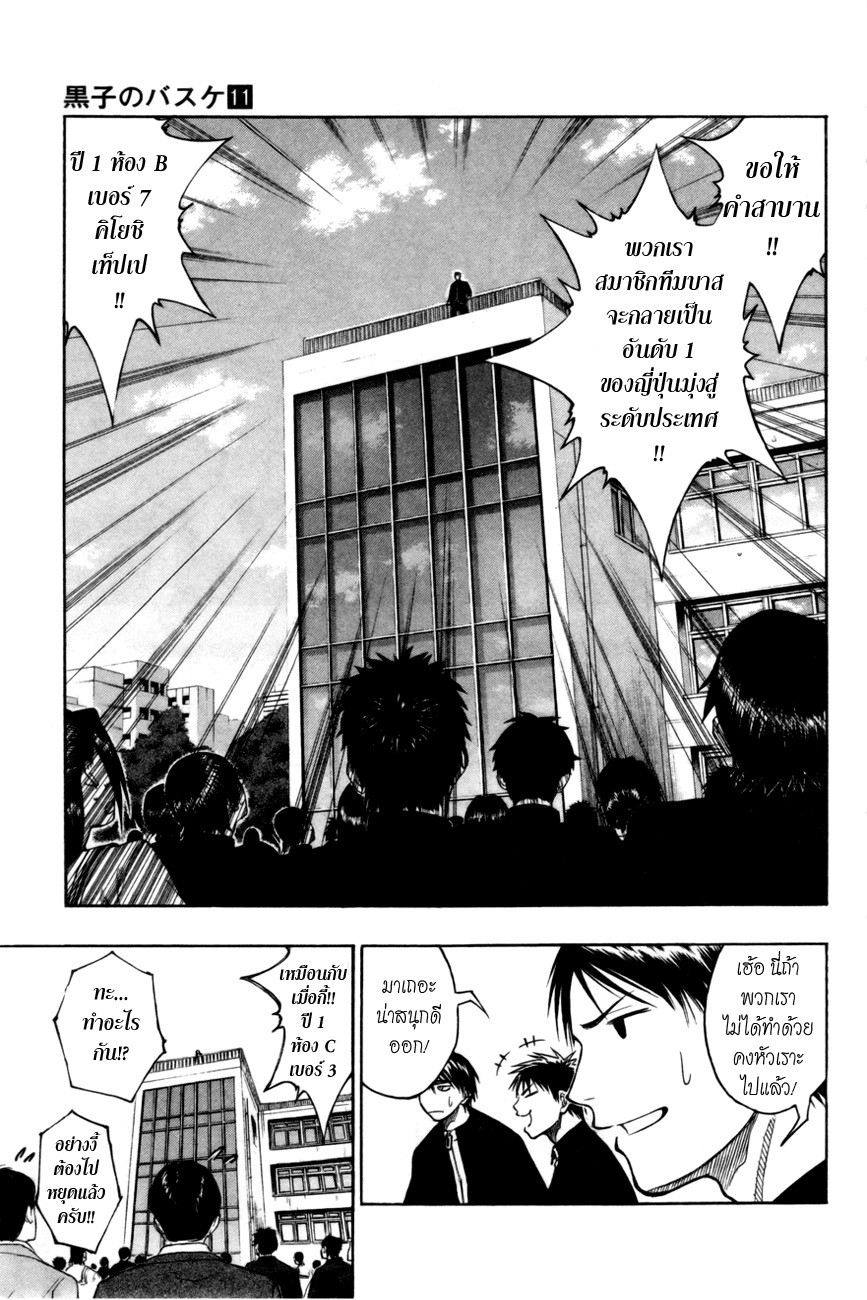 黒子のバスケ11
ขอให้
คำสาบาน
!!
พวกเรา
สมาชิกทีมบาส
จะกลายเป็น
อันดับ 1
ของญี่ปุ่นมุ่งสู่
ระดับประเทศ
!!
ปี 1 ห้อง B
เบอร์ 7
คิโยชิ
เท็ปเป
!!
เฮ้อ นี่ถ้า
พวกเรา
ไม่ได้ทำด้วย
คงหัวเราะ
ไปแล้ว!
มาเถอะ
น่าสนุกดี
ออก!
เหมือนกับ
เมื่อกี้!!
ปี 1
ห้อง C
เบอร์ 3
ทะ...
ทำอะไร
กัน!?
อย่างงี้
ต้องไป
หยุดแล้ว
ครับ!!